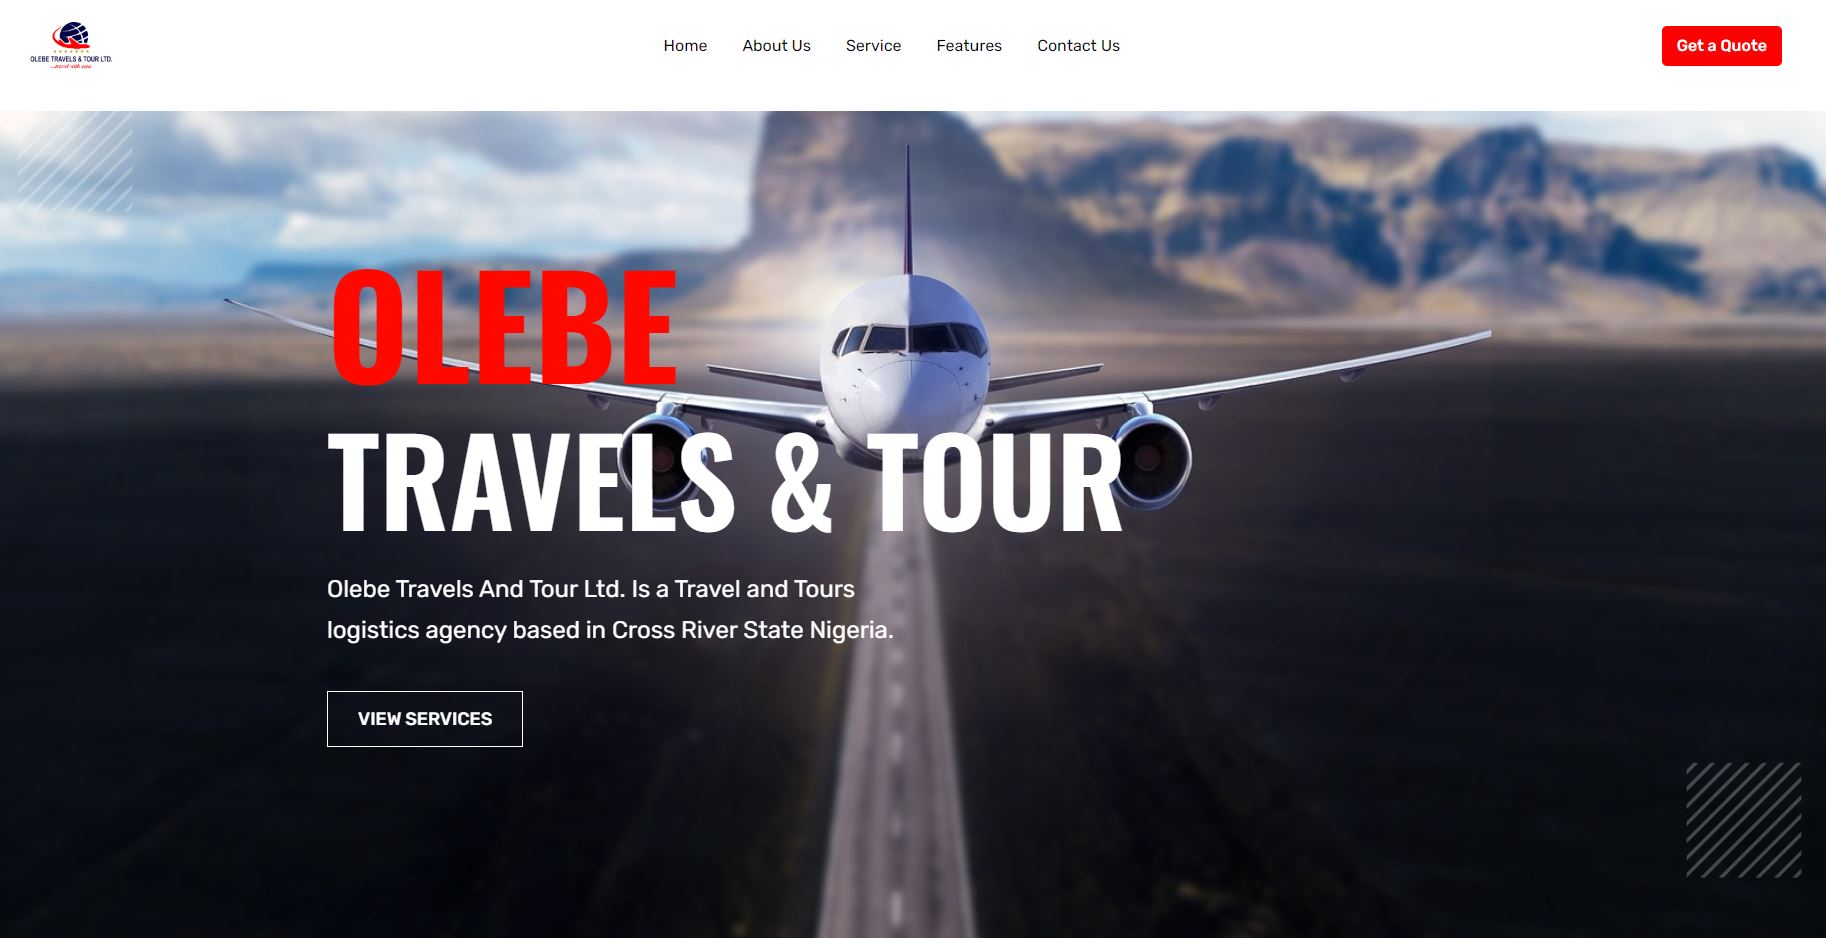 OLEBE TRAVELS & TOUR LTD.
...travel with ease
Home
About Us
Service
Features
Contact Us
Get a Quote
OLEBE
TRAVELS & TOUR
Olebe Travels And Tour Ltd. Is a Travel and Tours
logistics agency based in Cross River State Nigeria.
VIEW SERVICES